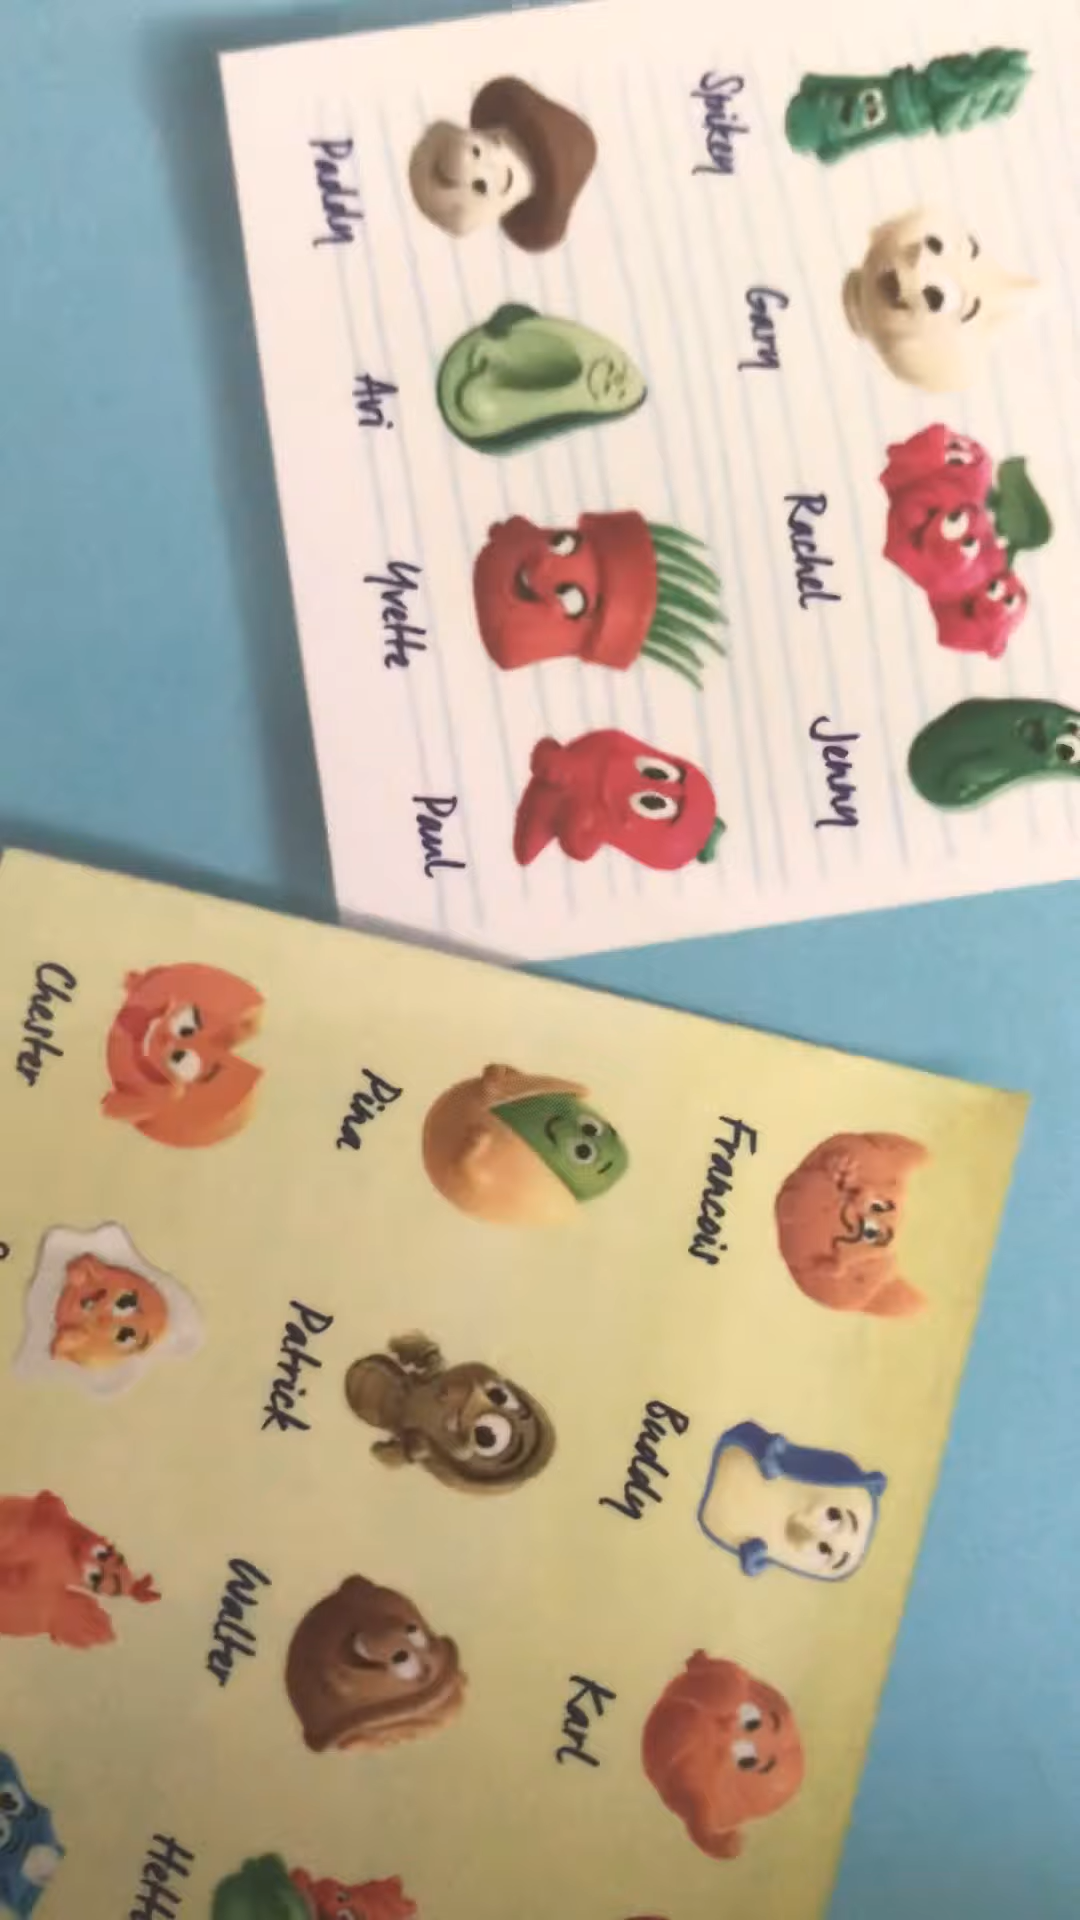 Spikey
Gary
Rachel
Jenny
Paddy
Avi
Yvette
Paul
Francois
Buddy
Karl
Pina
Patrick
Walter
Chester